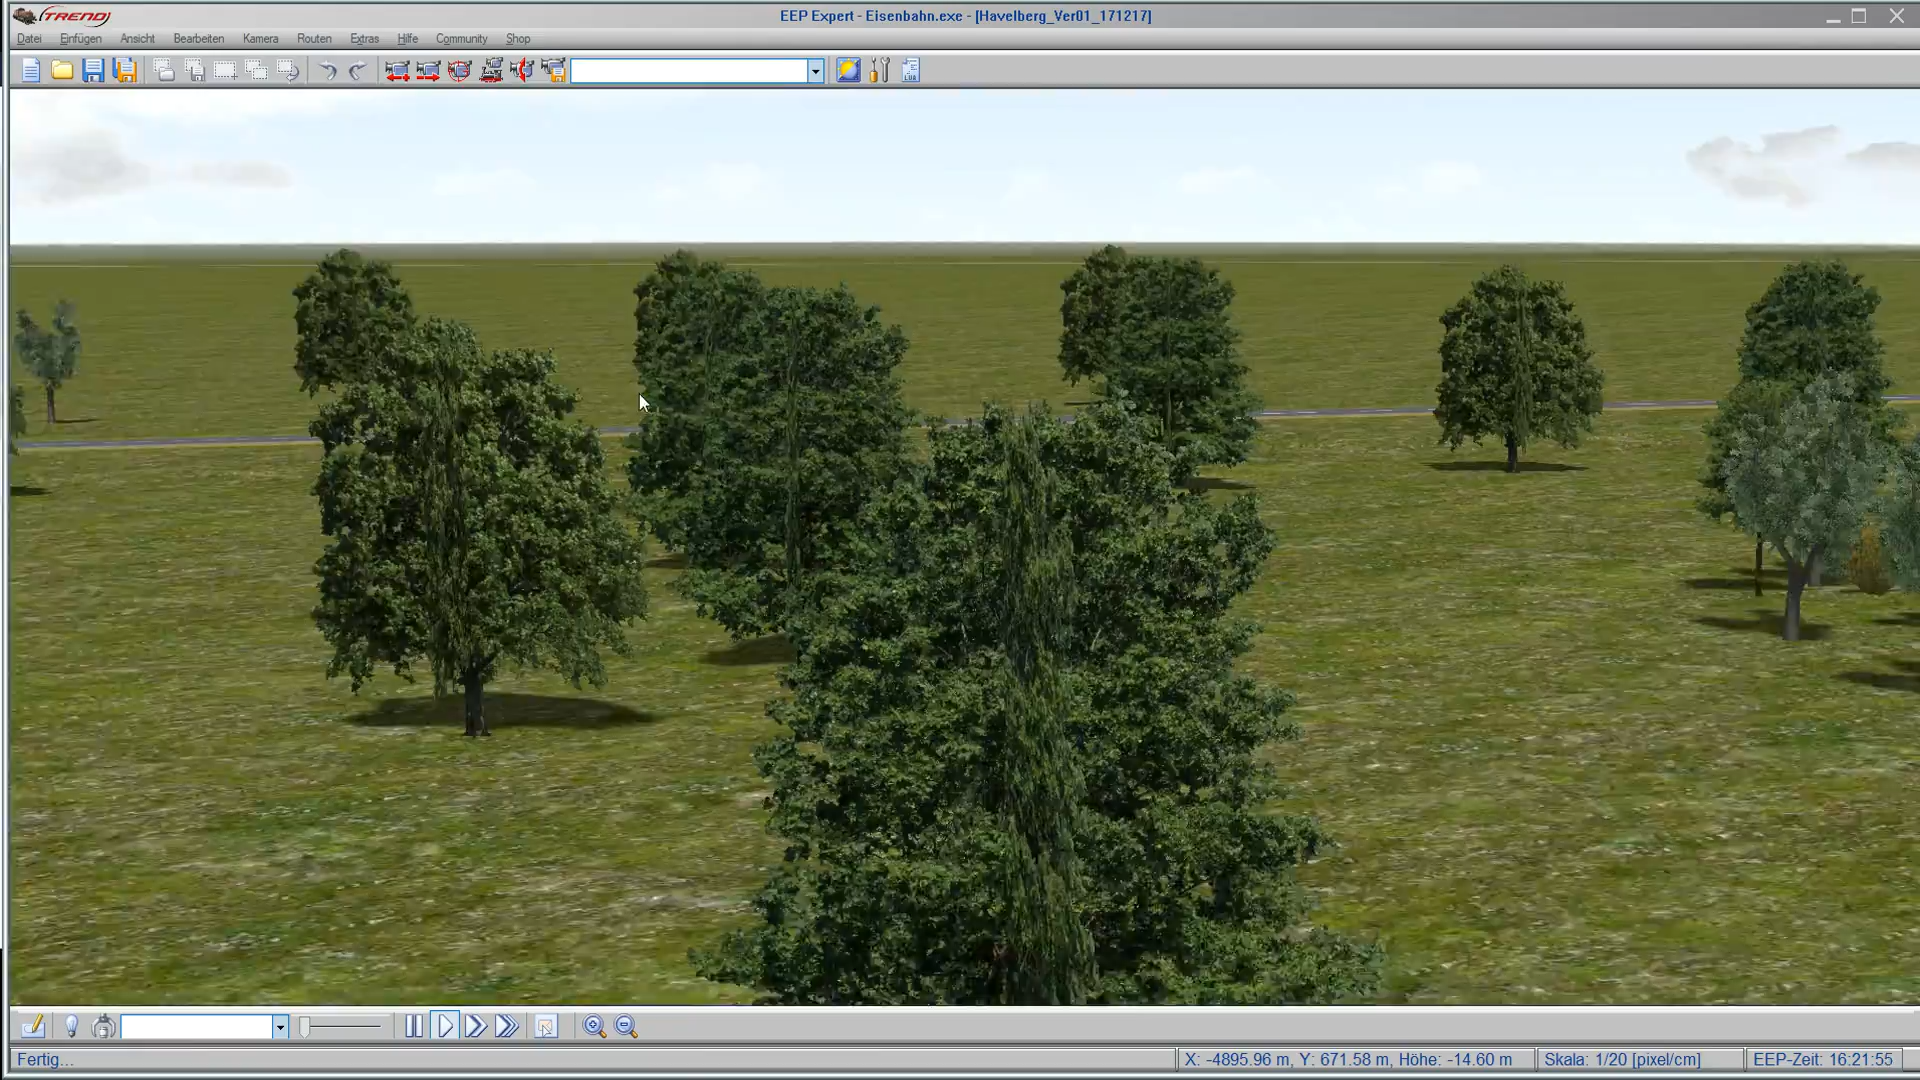 TREND
EEP Expert - Eisenbahn.exe - [Havelberg_Ver01_171217]
Datei Einfügen Ansicht Bearbeiten Kamera Routen Extras Hilfe Community Shop
LUA
Fertig...
X: -4895.96 m, Y: 671.58 m, Höhe: -14.60 m
Skala: 1/20 [pixel/cm]
EEP-Zeit: 16:21:55